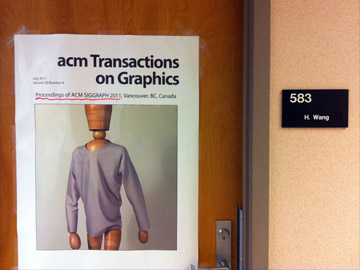 acm Transactions
on Graphics
July 2011
Volume 30 Number 4
Proceedings of ACM SIGGRAPH 2011, Vancouver, BC, Canada
583
H. Wang